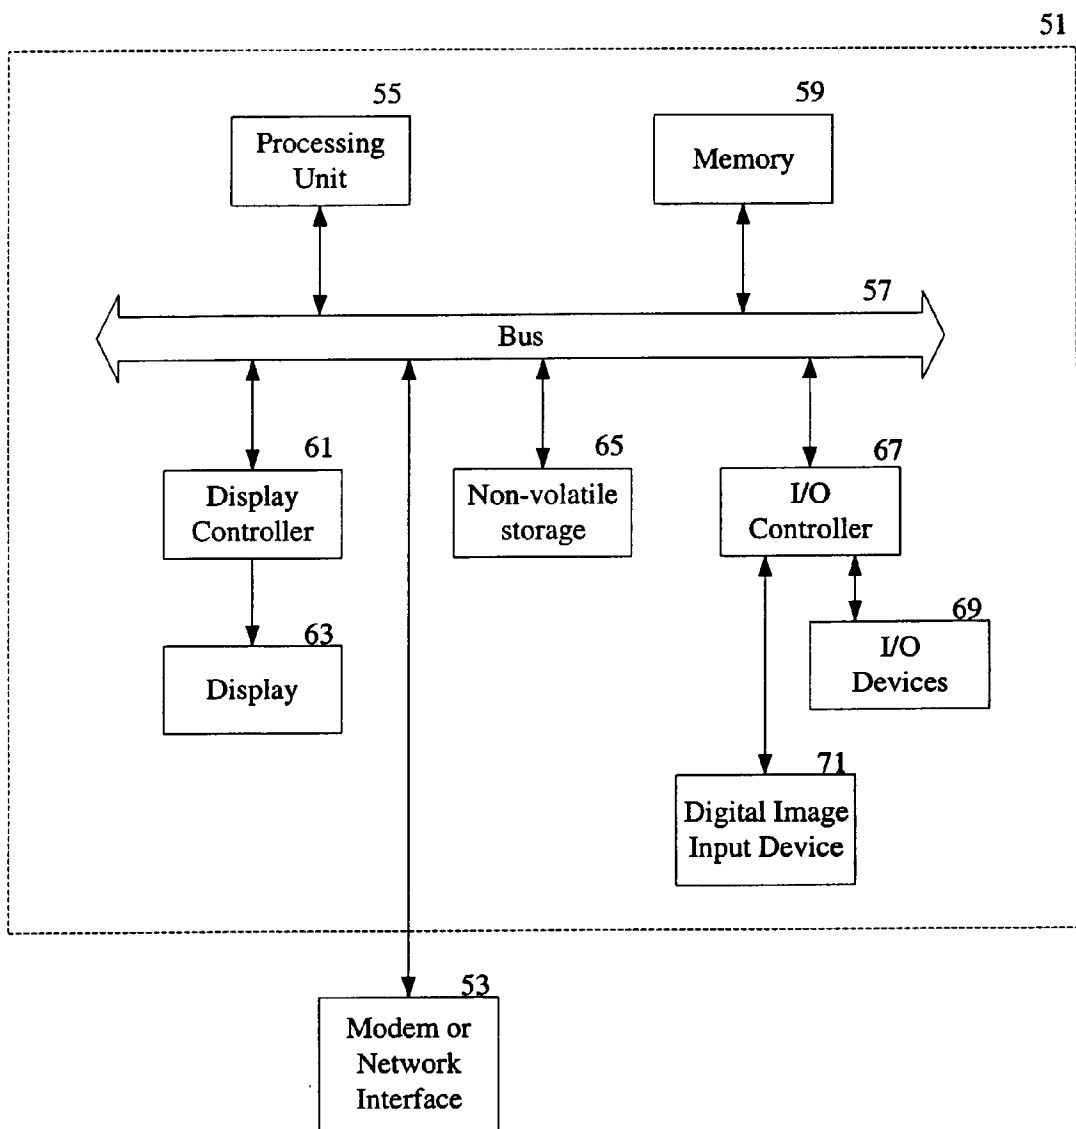 51
55
59
Processing
Unit
Memory
57
Bus
61
65
67
Display
Controller
Non-volatile
storage
I/O
Controller
63
69
Display
I/O
Devices
71
Digital Image
Input Device
53
Modem or
Network
Interface